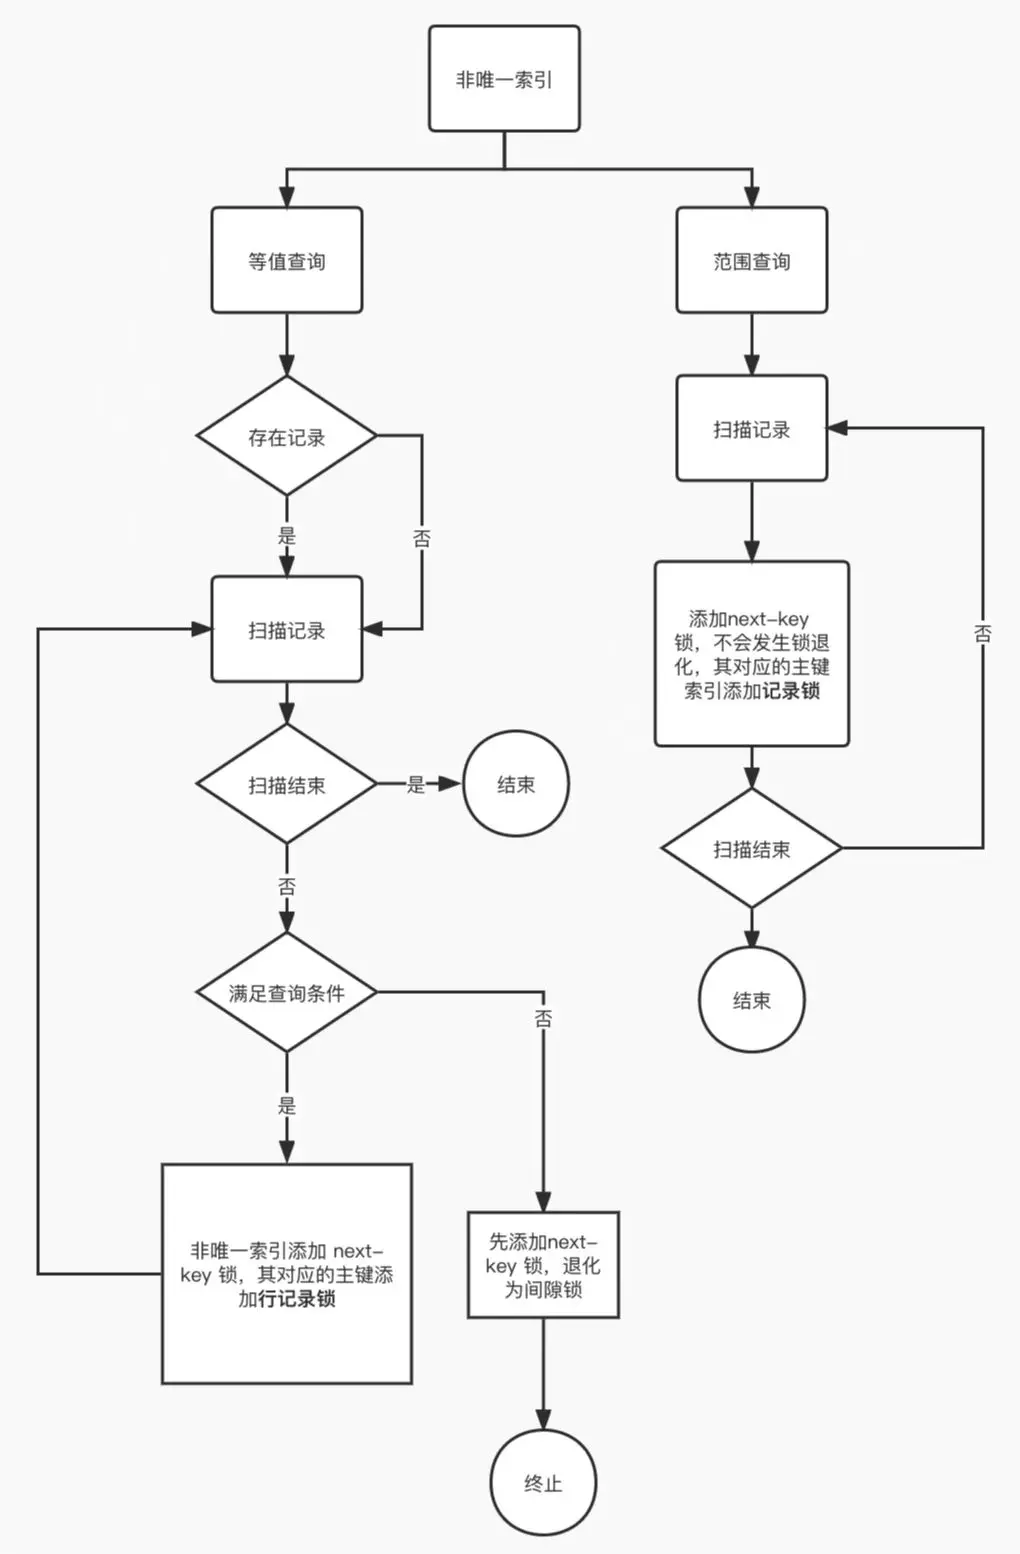 非唯一索引
等值查询
范围查询
存在记录
扫描记录
是
否
扫描记录
添加next-key
锁，不会发生锁退
化，其对应的主键
索引添加记录锁
否
扫描结束
是
结束
扫描结束
否
满足查询条件
结束
否
是
非唯一索引添加 next-
key 锁，其对应的主键添
加行记录锁
先添加next-
key 锁，退化
为间隙锁
终止